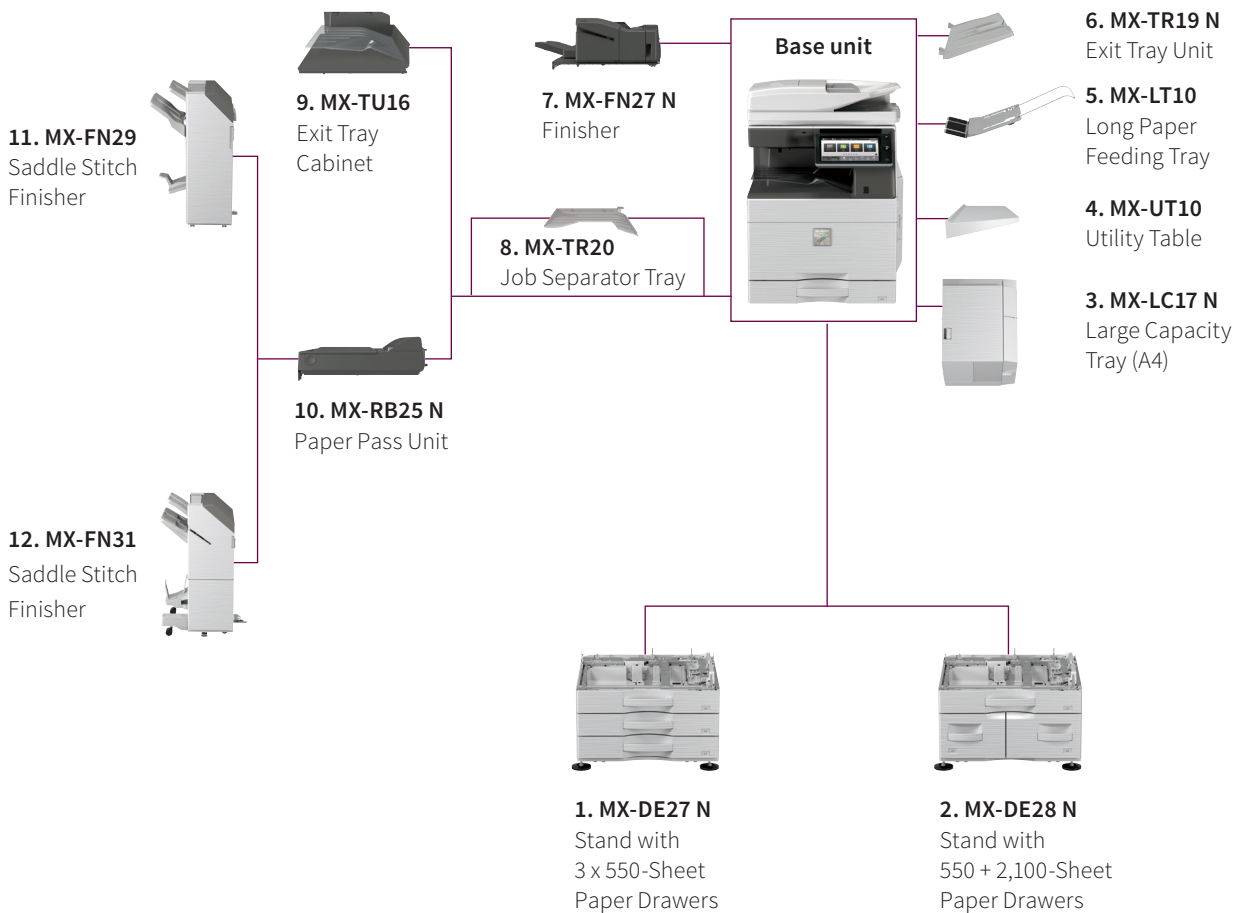 Base unit
6. MX-TR19 N
Exit Tray Unit
5. MX-LT10
Long Paper
Feeding Tray
4. MX-UT10
Utility Table
3. MX-LC17 N
Large Capacity
Tray (A4)
7. MX-FN27 N
Finisher
9. MX-TU16
Exit Tray
Cabinet
8. MX-TR20
Job Separator Tray
11. MX-FN29
Saddle Stitch
Finisher
10. MX-RB25 N
Paper Pass Unit
12. MX-FN31
Saddle Stitch
Finisher
1. MX-DE27 N
Stand with
3 x 550-Sheet
Paper Drawers
2. MX-DE28 N
Stand with
550 + 2,100-Sheet
Paper Drawers